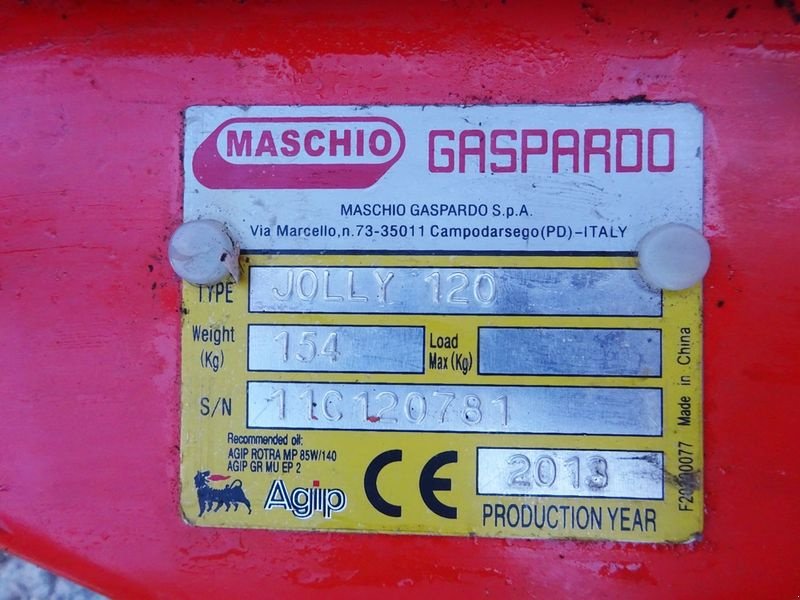 MASCHIO GASPARDO
MASCHIO GASPARDO S.p.A.
Via Marcello,n.73-35011 Campodarsego(PD)-ITALY
TYPE JOLLY 120
Weight (Kg) 154 Load Max(Kg)
S/N 11C120781
Recommended oil:
AGIP ROTRA MP 85W/140
AGIP GR MU EP 2
Agip CE 2013
PRODUCTION YEAR
Made in China